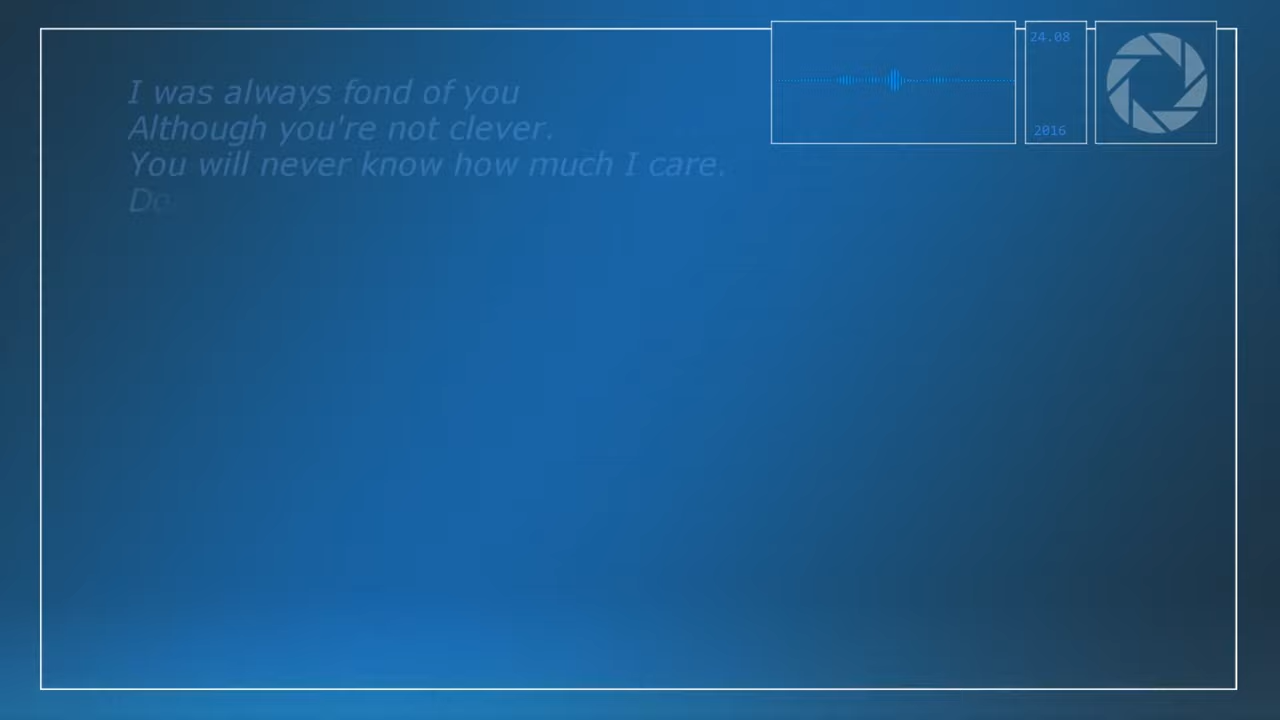 I was always fond of you
Although you're not clever.
You will never know how much I care.
Do
24.08
2016